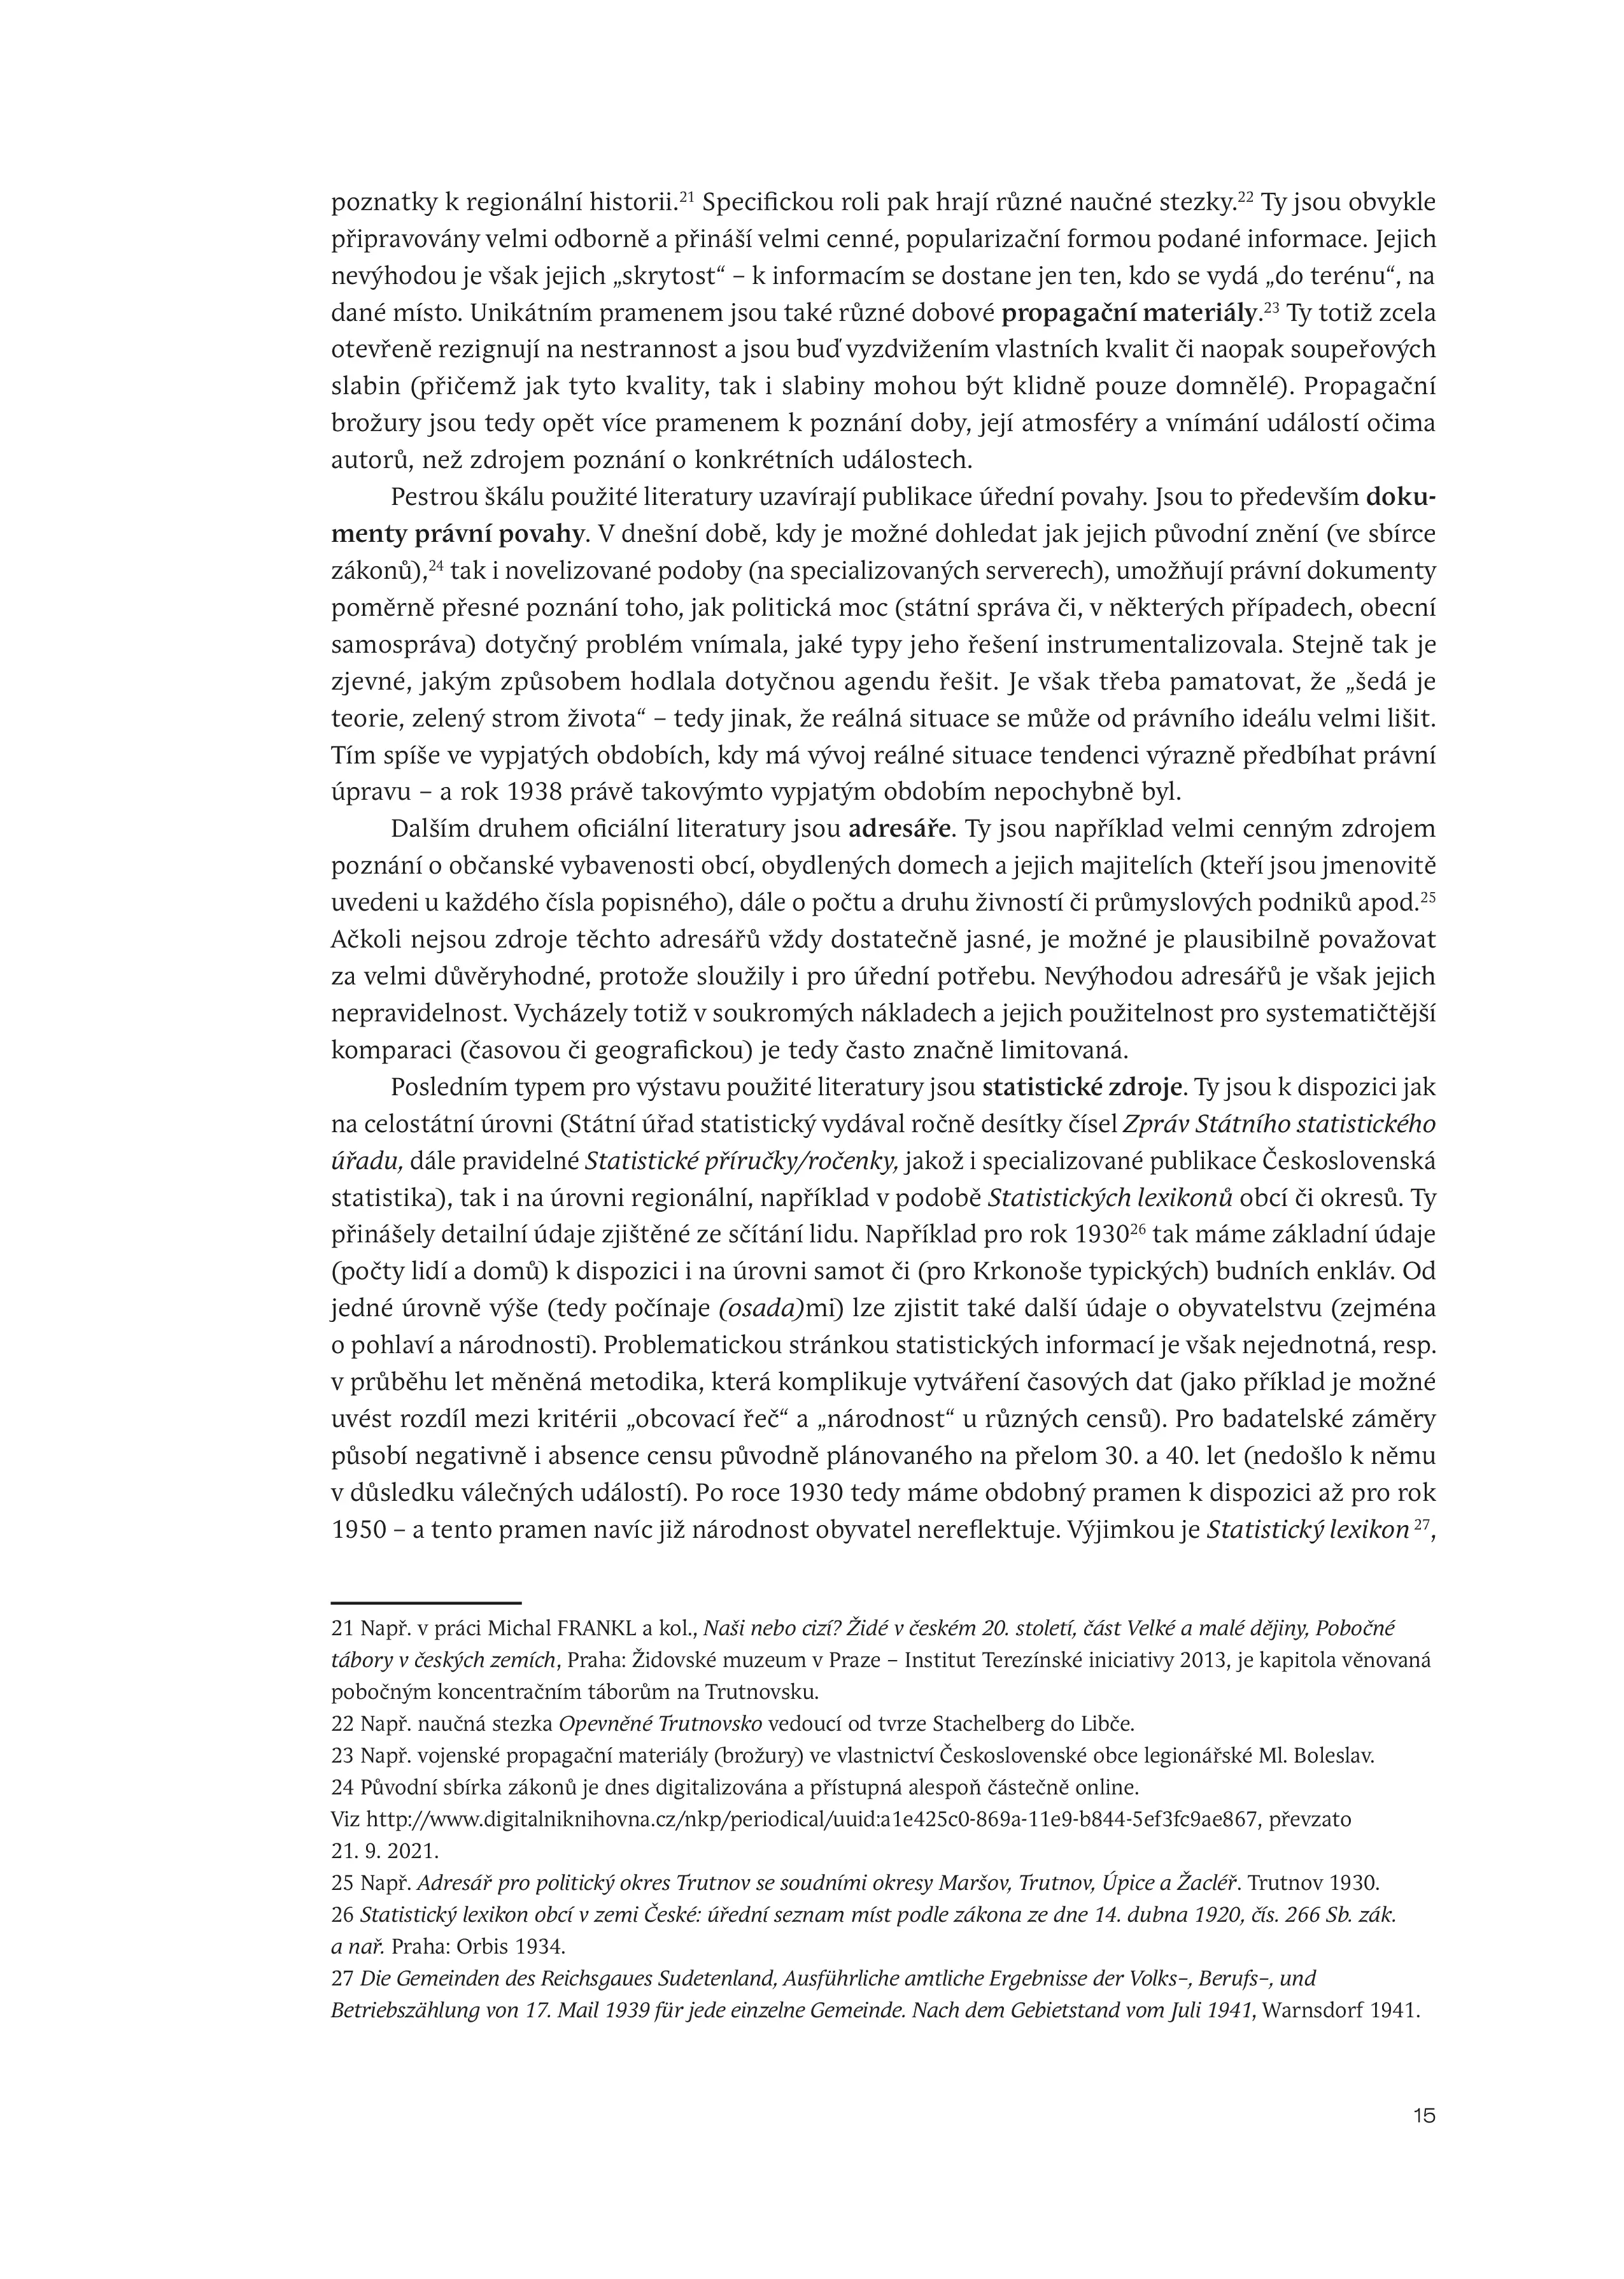 poznatky k regionální historii.21 Specifickou roli pak hrají různé naučné stezky.22 Ty jsou obvykle
připravovány velmi odborně a přináší velmi cenné, popularizační formou podané informace. Jejich
nevýhodou je však jejich „skrytost“ – k informacím se dostane jen ten, kdo se vydá „do terénu“, na
dané místo. Unikátním pramenem jsou také různé dobové propagační materiály.23 Ty totiž zcela
otevřeně rezignují na nestrannost a jsou buď vyzdvižením vlastních kvalit či naopak soupeřových
slabin (přičemž jak tyto kvality, tak i slabiny mohou být klidně pouze domnělé). Propagační
brožury jsou tedy opět více pramenem k poznání doby, její atmosféry a vnímání událostí očima
autorů, než zdrojem poznání o konkrétních událostech.
Pestrou škálu použité literatury uzavírají publikace úřední povahy. Jsou to především doku-
menty právní povahy. V dnešní době, kdy je možné dohledat jak jejich původní znění (ve sbírce
zákonů),24 tak i novelizované podoby (na specializovaných serverech), umožňují právní dokumenty
poměrně přesné poznání toho, jak politická moc (státní správa či, v některých případech, obecní
samospráva) dotyčný problém vnímala, jaké typy jeho řešení instrumentalizovala. Stejně tak je
zjevné, jakým způsobem hodlala dotyčnou agendu řešit. Je však třeba pamatovat, že „šedá je
teorie, zelený strom života“ – tedy jinak, že reálná situace se může od právního ideálu velmi lišit.
Tím spíše ve vypjatých obdobích, kdy má vývoj reálné situace tendenci výrazně předbíhat právní
úpravu – a rok 1938 právě takovýmto vypjatým obdobím nepochybně byl.
Dalším druhem oficiální literatury jsou adresáře. Ty jsou například velmi cenným zdrojem
poznání o občanské vybavenosti obcí, obydlených domech a jejich majitelích (kteří jsou jmenovitě
uvedeni u každého čísla popisného), dále o počtu a druhu živností či průmyslových podniků apod.25
Ačkoli nejsou zdroje těchto adresářů vždy dostatečně jasné, je možné je plausibilně považovat
za velmi důvěryhodné, protože sloužily i pro úřední potřebu. Nevýhodou adresářů je však jejich
nepravidelnost. Vycházely totiž v soukromých nákladech a jejich použitelnost pro systematičtější
komparaci (časovou či geografickou) je tedy často značně limitovaná.
Posledním typem pro výstavu použité literatury jsou statistické zdroje. Ty jsou k dispozici jak
na celostátní úrovni (Státní úřad statistický vydával ročně desítky čísel Zpráv Státního statistického
úřadu, dále pravidelné Statistické příručky/ročenky, jakož i specializované publikace Československá
statistika), tak i na úrovni regionální, například v podobě Statistických lexikonů obcí či okresů. Ty
přinášely detailní údaje zjištěné ze sčítání lidu. Například pro rok 193026 tak máme základní údaje
(počty lidí a domů) k dispozici i na úrovni samot či (pro Krkonoše typických) budních enkláv. Od
jedné úrovně výše (tedy počínaje (osada)mi) lze zjistit také další údaje o obyvatelstvu (zejména
o pohlaví a národnosti). Problematickou stránkou statistických informací je však nejednotná, resp.
v průběhu let měněná metodika, která komplikuje vytváření časových dat (jako příklad je možné
uvést rozdíl mezi kritérii „obcovací řeč“ a „národnost“ u různých censů). Pro badatelské záměry
působí negativně i absence censu původně plánovaného na přelom 30. a 40. let (nedošlo k němu
v důsledku válečných událostí). Po roce 1930 tedy máme obdobný pramen k dispozici až pro rok
1950 – a tento pramen navíc již národnost obyvatel nereflektuje. Výjimkou je Statistický lexikon 27,
21 Např. v práci Michal FRANKL a kol., Naši nebo cizí? Židé v českém 20. století, část Velké a malé dějiny, Pobočné
tábory v českých zemích, Praha: Židovské muzeum v Praze – Institut Terezínské iniciativy 2013, je kapitola věnovaná
pobočným koncentračním táborům na Trutnovsku.
22 Např. naučná stezka Opevněné Trutnovsko vedoucí od tvrze Stachelberg do Libče.
23 Např. vojenské propagační materiály (brožury) ve vlastnictví Československé obce legionářské Ml. Boleslav.
24 Původní sbírka zákonů je dnes digitalizována a přístupná alespoň částečně online.
Viz http://www.digitalniknihovna.cz/nkp/periodical/uuid:a1e425c0-869a-11e9-b844-5ef3fc9ae867, převzato
21. 9. 2021.
25 Např. Adresář pro politický okres Trutnov se soudními okresy Maršov, Trutnov, Úpice a Žacléř. Trutnov 1930.
26 Statistický lexikon obcí v zemi České: úřední seznam míst podle zákona ze dne 14. dubna 1920, čís. 266 Sb. zák.
a nař. Praha: Orbis 1934.
27 Die Gemeinden des Reichsgaues Sudetenland, Ausführliche amtliche Ergebnisse der Volks–, Berufs–, und
Betriebszählung von 17. Mail 1939 für jede einzelne Gemeinde. Nach dem Gebietstand vom Juli 1941, Warnsdorf 1941.
15